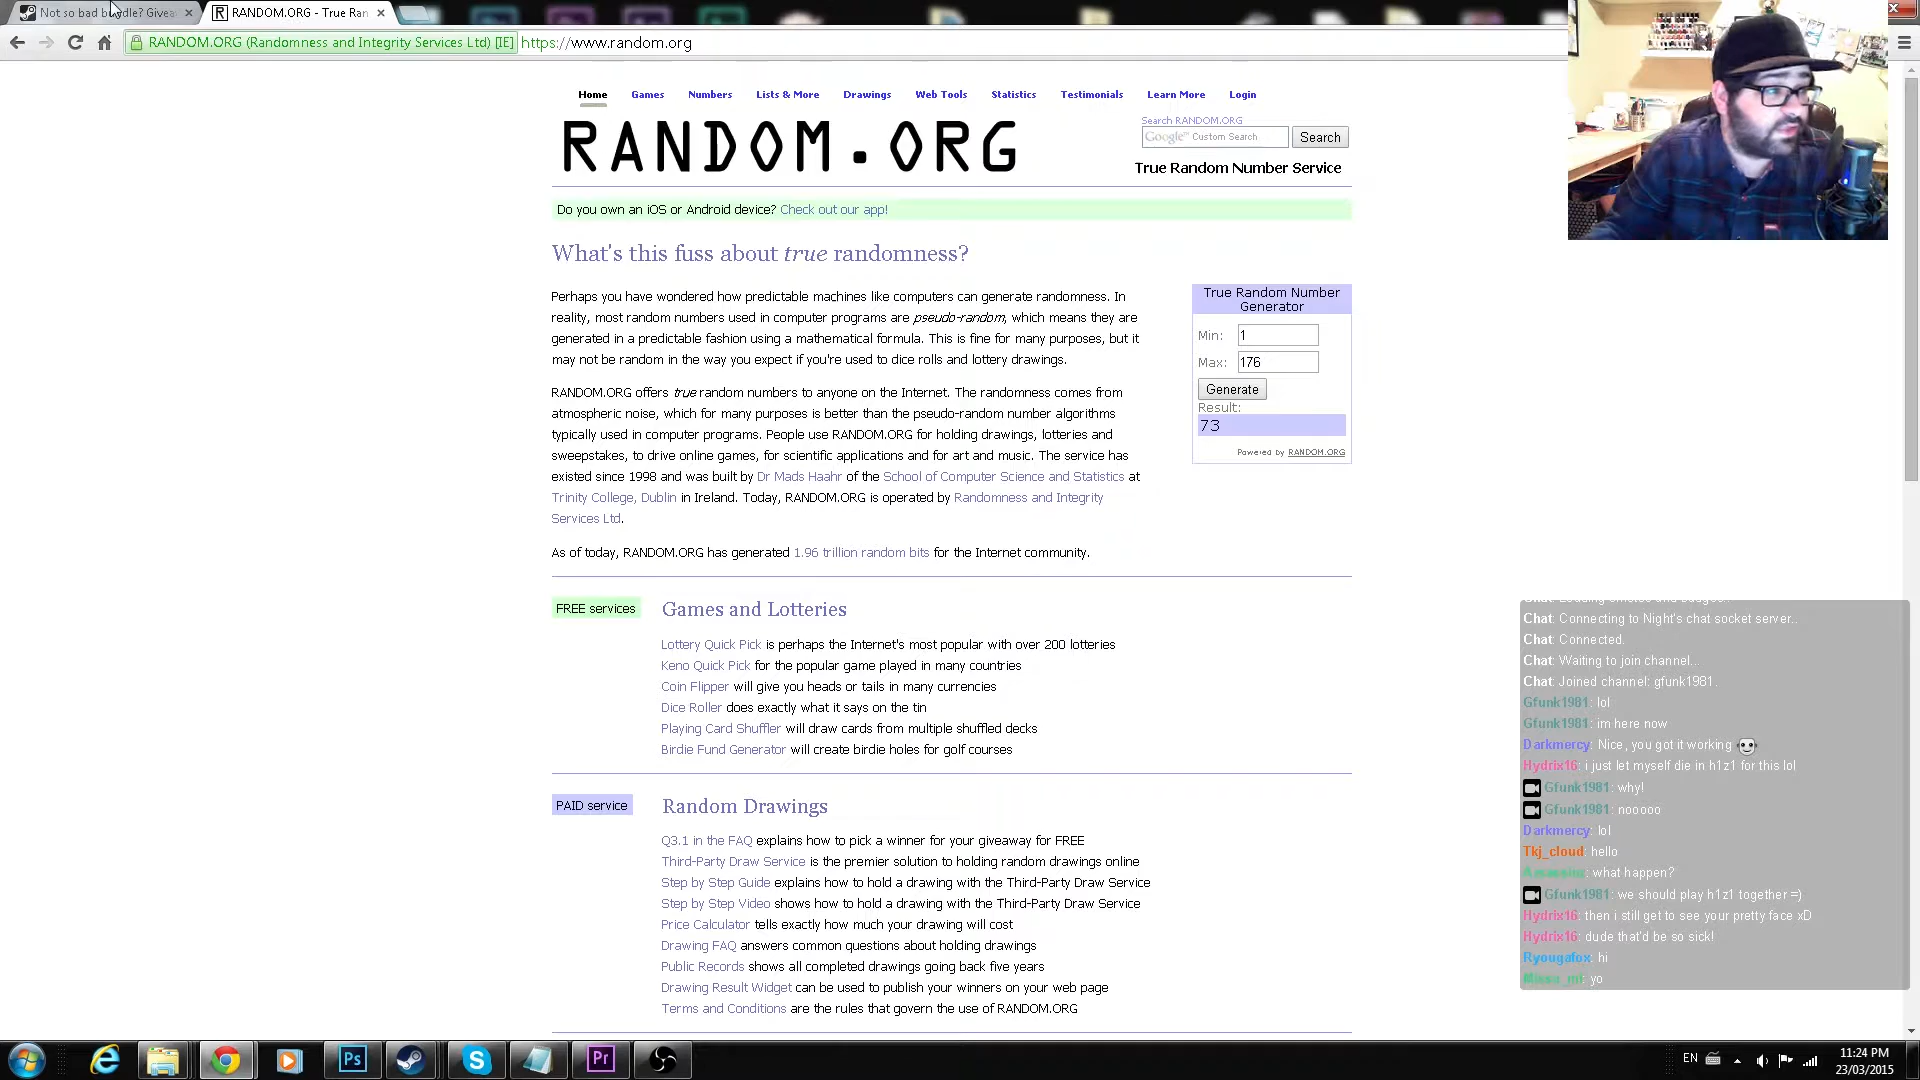 Not so bad bundle? Givea
RANDOM.ORG - True Ran
RANDOM.ORG (Randomness and Integrity Services Ltd) [IE]
https://www.random.org
Home Games Numbers Lists & More Drawings Web Tools Statistics Testimonials Learn More Login
RANDOM.ORG
Search RANDOM.ORG
Google™ Custom Search
Search
True Random Number Service
Do you own an iOS or Android device? Check out our app!
What's this fuss about true randomness?
Perhaps you have wondered how predictable machines like computers can generate randomness. In
reality, most random numbers used in computer programs are pseudo-random, which means they are
generated in a predictable fashion using a mathematical formula. This is fine for many purposes, but it
may not be random in the way you expect if you're used to dice rolls and lottery drawings.
RANDOM.ORG offers true random numbers to anyone on the Internet. The randomness comes from
atmospheric noise, which for many purposes is better than the pseudo-random number algorithms
typically used in computer programs. People use RANDOM.ORG for holding drawings, lotteries and
sweepstakes, to drive online games, for scientific applications and for art and music. The service has
existed since 1998 and was built by Dr Mads Haahr of the School of Computer Science and Statistics at
Trinity College, Dublin in Ireland. Today, RANDOM.ORG is operated by Randomness and Integrity
Services Ltd.
As of today, RANDOM.ORG has generated 1.96 trillion random bits for the Internet community.
True Random Number
Generator
Min: 1
Max: 176
Generate
Result:
73
Powered by RANDOM.ORG
FREE services
Games and Lotteries
Lottery Quick Pick is perhaps the Internet's most popular with over 200 lotteries
Keno Quick Pick for the popular game played in many countries
Coin Flipper will give you heads or tails in many currencies
Dice Roller does exactly what it says on the tin
Playing Card Shuffler will draw cards from multiple shuffled decks
Birdie Fund Generator will create birdie holes for golf courses
PAID service
Random Drawings
Q3.1 in the FAQ explains how to pick a winner for your giveaway for FREE
Third-Party Draw Service is the premier solution to holding random drawings online
Step by Step Guide explains how to hold a drawing with the Third-Party Draw Service
Step by Step Video shows how to hold a drawing with the Third-Party Draw Service
Price Calculator tells exactly how much your drawing will cost
Drawing FAQ answers common questions about holding drawings
Public Records shows all completed drawings going back five years
Drawing Result Widget can be used to publish your winners on your web page
Terms and Conditions are the rules that govern the use of RANDOM.ORG
Chat: Connecting to Night's chat socket server..
Chat: Connected.
Chat: Waiting to join channel...
Chat: Joined channel: gfunk1981.
Gfunk1981: lol
Gfunk1981: im here now
Darkmercy: Nice, you got it working
Hydrix16: i just let myself die in h1z1 for this lol
Gfunk1981: why!
Gfunk1981: nooooo
Darkmercy: lol
Tkj_cloud: hello
what happen?
Gfunk1981: we should play h1z1 together =)
Hydrix16: then i still get to see your pretty face xD
Hydrix16: dude that'd be so sick!
Ryougafox: hi
yo
Ps
Pr
EN
11:24 PM
23/03/2015